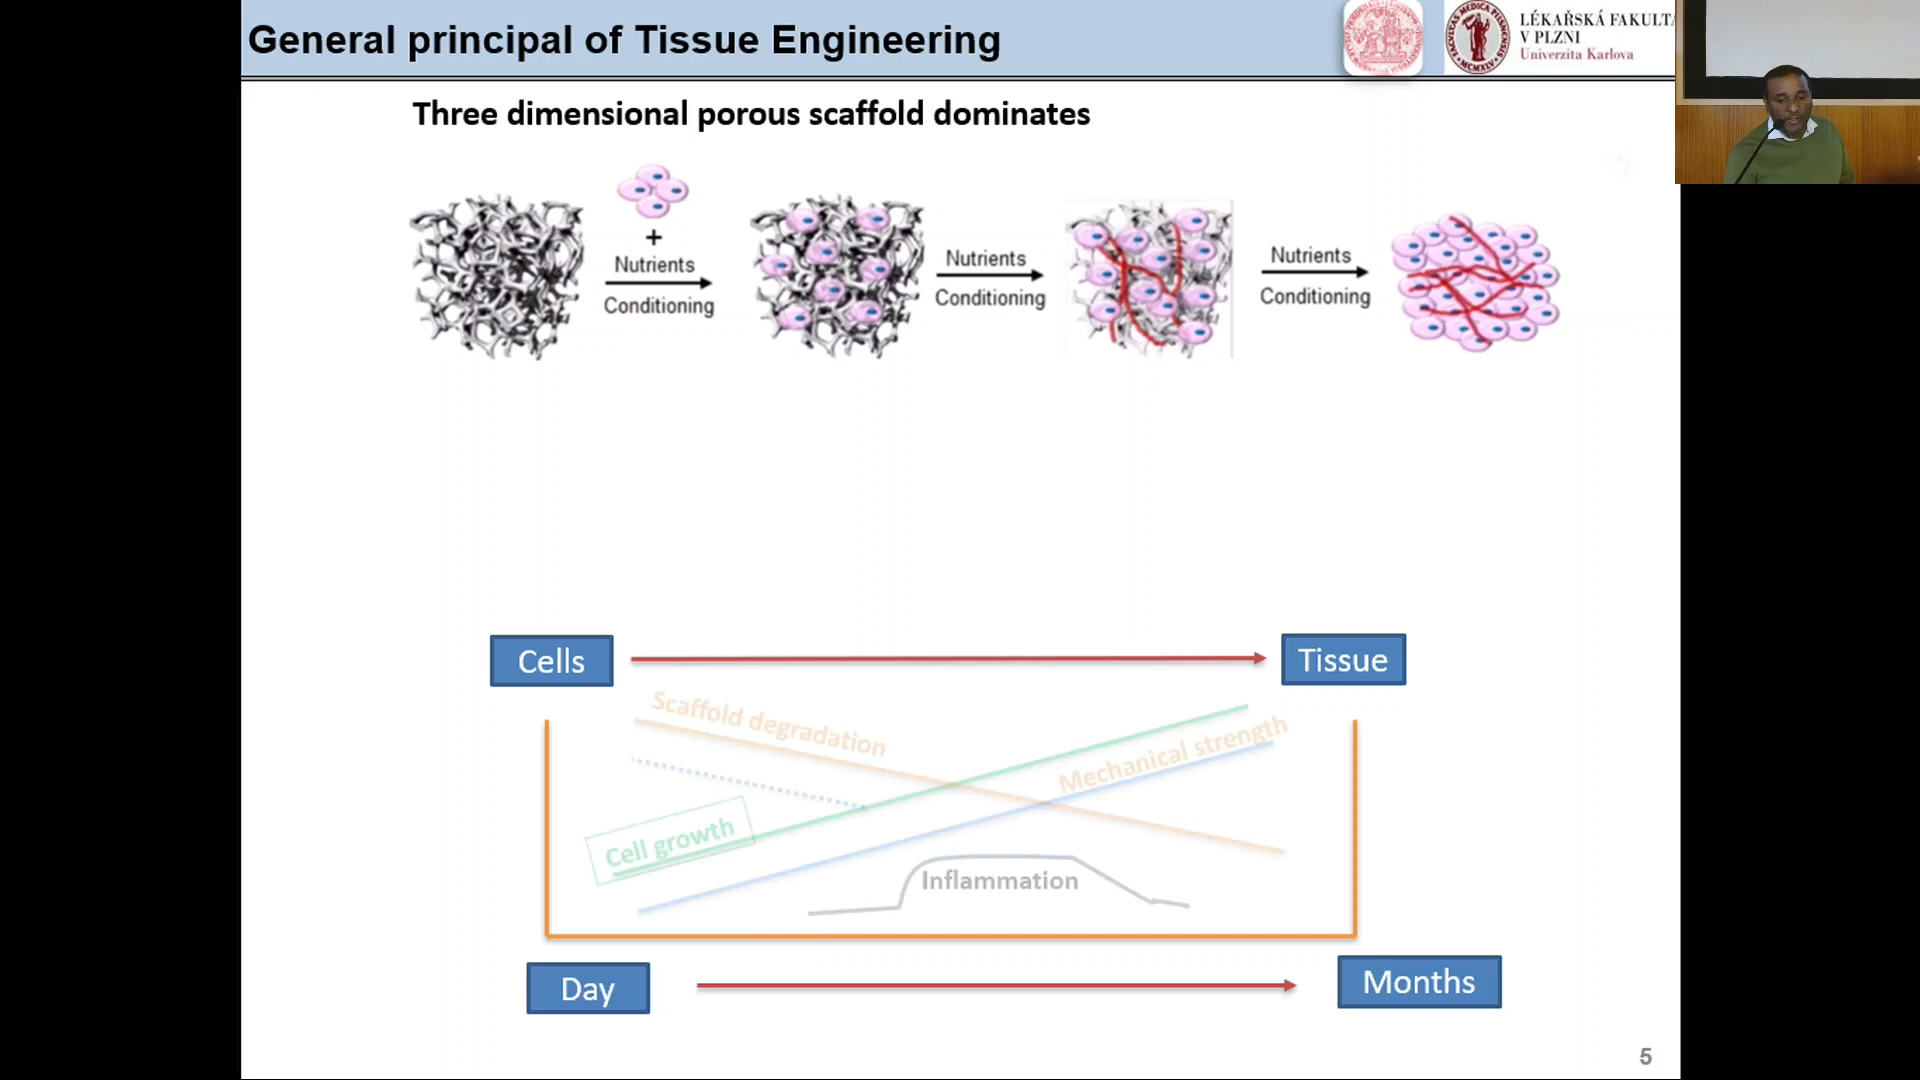 General principal of Tissue Engineering
LÉKAŘSKÁ FAKULTA
V PLZNI
Univerzita Karlova
Three dimensional porous scaffold dominates
+
Nutrients
Conditioning
Nutrients
Conditioning
Nutrients
Conditioning
Cells
Tissue
Scaffold degradation
Mechanical strength
Cell growth
Inflammation
Day
Months
5